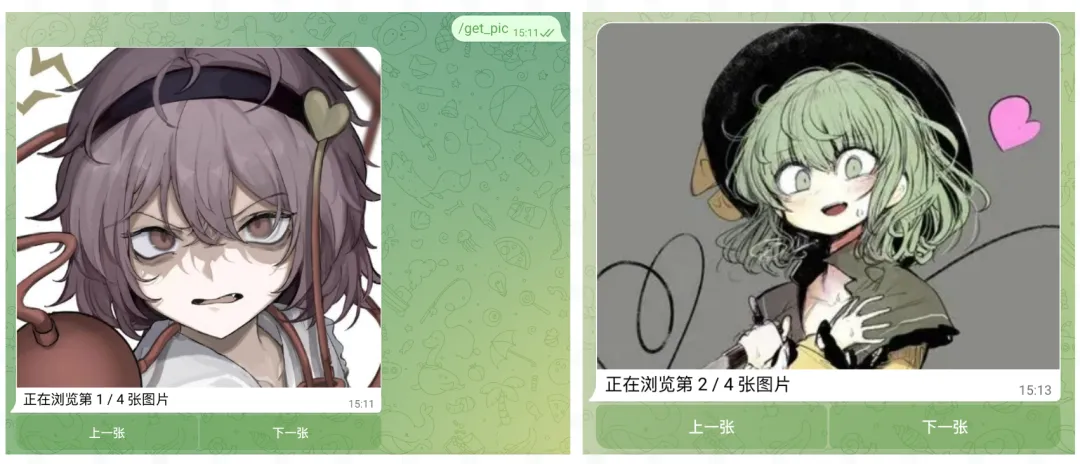 /get_pic 15:11
正在浏览第 1 / 4 张图片
15:11
上一张 下一张
正在浏览第 2 / 4 张图片
15:13
上一张 下一张